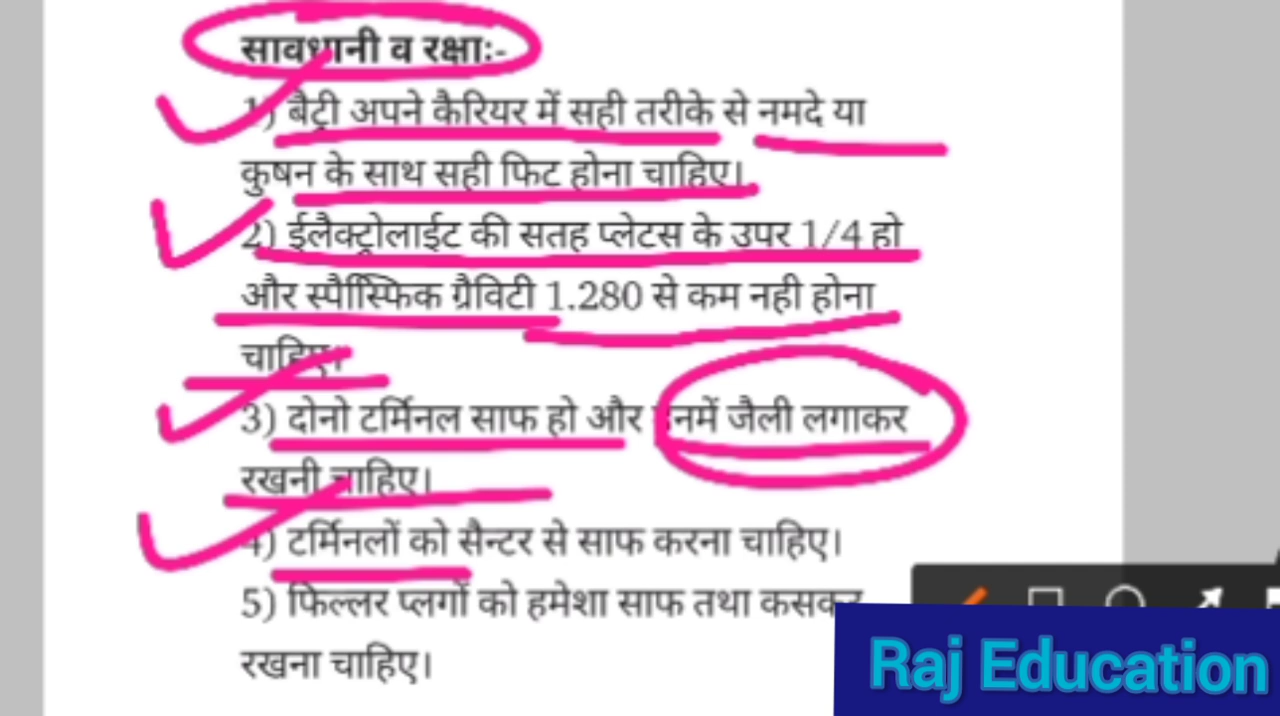 सावधानी व रक्षाः-
1) बैट्री अपने कैरियर में सही तरीके से नमदे या
कुषन के साथ सही फिट होना चाहिए।
2) ईलैक्ट्रोलाईट की सतह प्लेटस के उपर 1/4 हो
और स्पैस्फिक ग्रैविटी 1.280 से कम नही होना
चाहिए।
3) दोनो टर्मिनल साफ हो और उनमें जैली लगाकर
रखनी चाहिए।
4) टर्मिनलों को सैन्टर से साफ करना चाहिए।
5) फिल्लर प्लगों को हमेशा साफ तथा कसकर
रखना चाहिए।
Raj Education